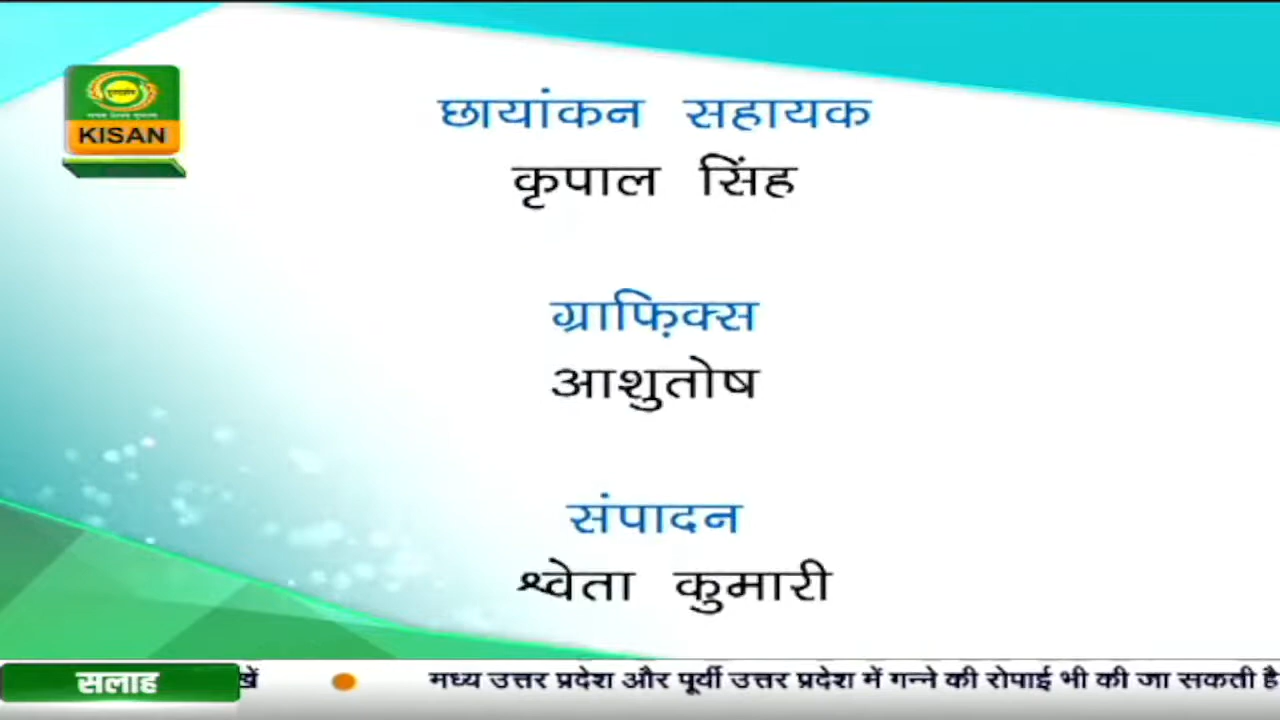 KISAN
छायांकन सहायक
कृपाल सिंह
ग्राफ़िक्स
आशुतोष
संपादन
श्वेता कुमारी
सलाह
खें
मध्य उत्तर प्रदेश और पूर्वी उत्तर प्रदेश में गन्ने की रोपाई भी की जा सकती है